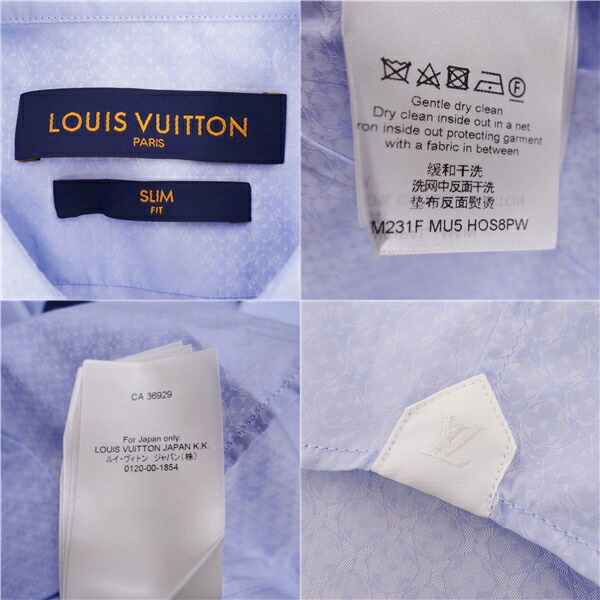 LOUIS VUITTON
PARIS
SLIM
FIT
Gentle dry clean
Dry clean inside out in a net
ron inside out protecting garment
with a fabric in between
缓和干洗
洗网中反面干洗
垫布反面熨烫
M231F MU5 HOS8PW
CA 36929
For Japan only:
LOUIS VUITTON JAPAN K.K.
ルイ・ヴィトン ジャパン(株)
0120-00-1854
LV